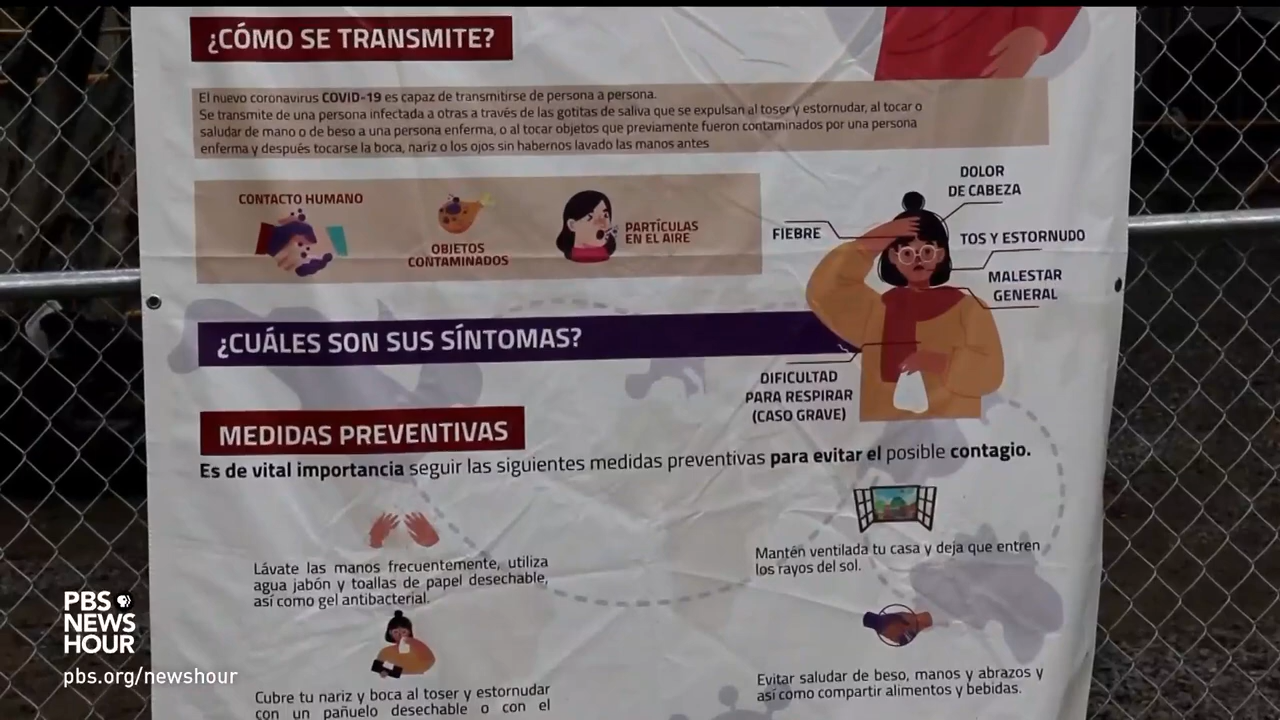 ¿CÓMO SE TRANSMITE?
El nuevo coronavirus COVID-19 es capaz de transmitirse de persona a persona.
Se transmite de una persona infectada a otras a través de las gotitas de saliva que se expulsan al toser y estornudar, al tocar o
saludar de mano o de beso a una persona enferma, o al tocar objetos que previamente fueron contaminados por una persona
enferma y después tocarse la boca, nariz o los ojos sin habernos lavado las manos antes
CONTACTO HUMANO
OBJETOS
CONTAMINADOS
PARTÍCULAS
EN EL AIRE
DOLOR
DE CABEZA
FIEBRE
TOS Y ESTORNUDO
MALESTAR
GENERAL
¿CUÁLES SON SUS SÍNTOMAS?
DIFICULTAD
PARA RESPIRAR
(CASO GRAVE)
MEDIDAS PREVENTIVAS
Es de vital importancia seguir las siguientes medidas preventivas para evitar el posible contagio.
Lávate las manos frecuentemente, utiliza
agua jabón y toallas de papel desechable,
así como gel antibacterial.
Mantén ventilada tu casa y deja que entren
los rayos del sol.
Cubre tu nariz y boca al toser y estornudar
con un pañuelo desechable o con el
Evitar saludar de beso, manos y abrazos y
así como compartir alimentos y bebidas.
PBS
NEWS
HOUR
pbs.org/newshour